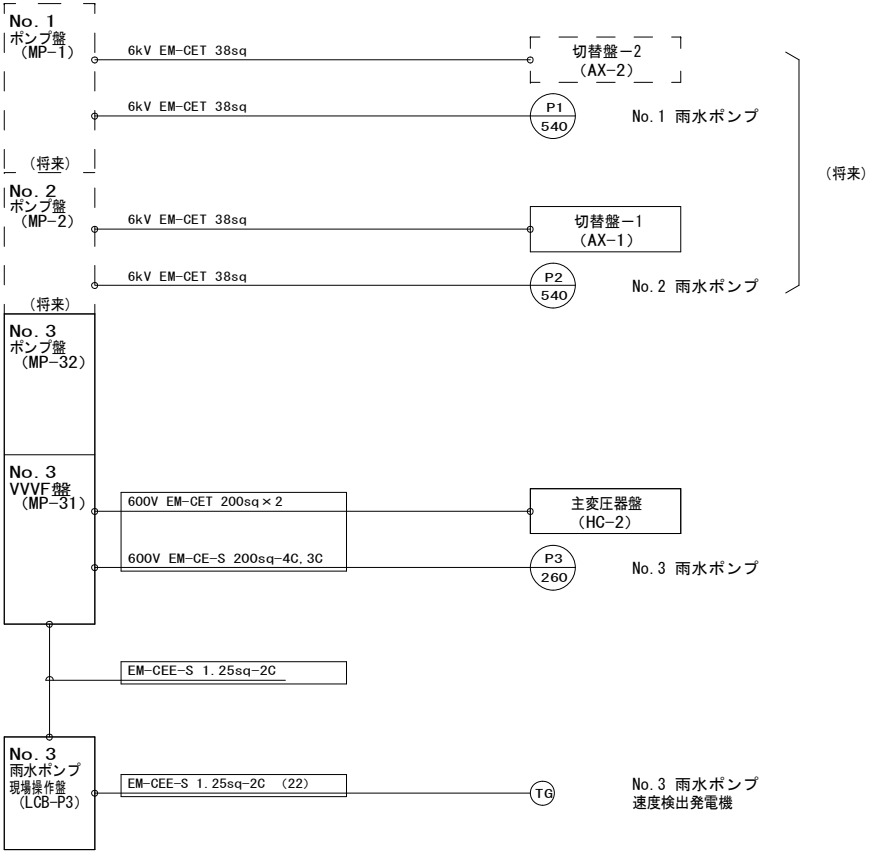 No. 1
ポンプ盤
(MP-1)
6kV EM-CET 38sq
切替盤-2
(AX-2)
6kV EM-CET 38sq
P1
540
No.1 雨水ポンプ
(将来)
(将来)
No. 2
ポンプ盤
(MP-2)
6kV EM-CET 38sq
切替盤-1
(AX-1)
6kV EM-CET 38sq
P2
540
No.2 雨水ポンプ
(将来)
No. 3
ポンプ盤
(MP-32)
No. 3
VVVF盤
(MP-31)
600V EM-CET 200sq×2
主変圧器盤
(HC-2)
600V EM-CE-S 200sq-4C,3C
P3
260
No.3 雨水ポンプ
EM-CEE-S 1.25sq-2C
No. 3
雨水ポンプ
現場操作盤
(LCB-P3)
EM-CEE-S 1.25sq-2C (22)
TG
No.3 雨水ポンプ
速度検出発電機